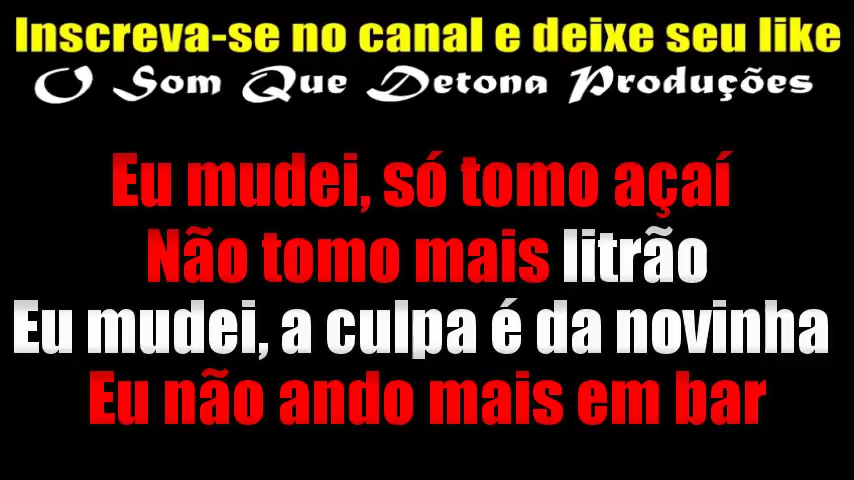 Inscreva-se no canal e deixe seu like
O Som Que Detona Produções
Eu mudei, só tomo açaí
Não tomo mais litrão
Eu mudei, a culpa é da novinha
Eu não ando mais em bar